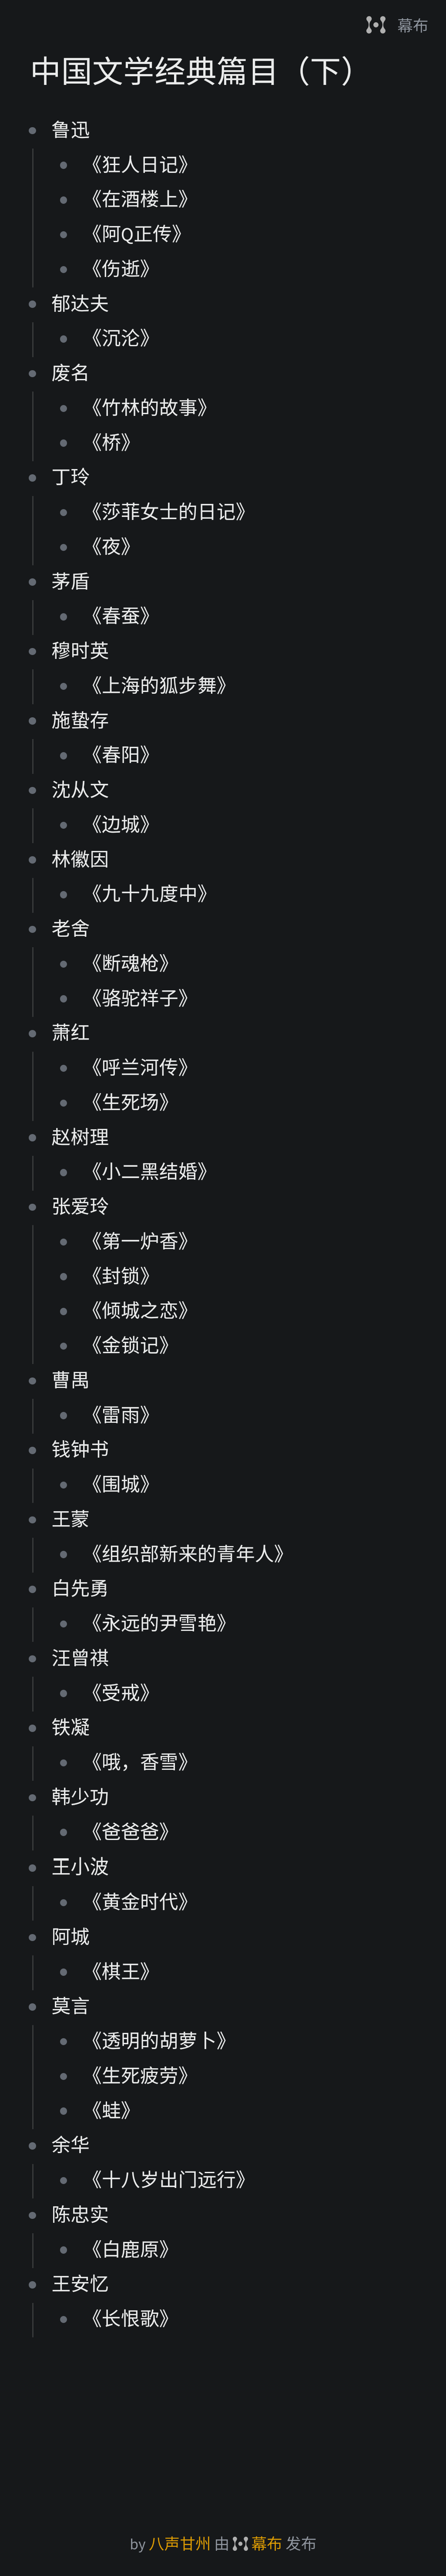 幕布
中国文学经典篇目（下）
鲁迅
《狂人日记》
《在酒楼上》
《阿Q正传》
《伤逝》
郁达夫
《沉沦》
废名
《竹林的故事》
《桥》
丁玲
《莎菲女士的日记》
《夜》
茅盾
《春蚕》
穆时英
《上海的狐步舞》
施蛰存
《春阳》
沈从文
《边城》
林徽因
《九十九度中》
老舍
《断魂枪》
《骆驼祥子》
萧红
《呼兰河传》
《生死场》
赵树理
《小二黑结婚》
张爱玲
《第一炉香》
《封锁》
《倾城之恋》
《金锁记》
曹禺
《雷雨》
钱钟书
《围城》
王蒙
《组织部新来的青年人》
白先勇
《永远的尹雪艳》
汪曾祺
《受戒》
铁凝
《哦，香雪》
韩少功
《爸爸爸》
王小波
《黄金时代》
阿城
《棋王》
莫言
《透明的胡萝卜》
《生死疲劳》
《蛙》
余华
《十八岁出门远行》
陈忠实
《白鹿原》
王安忆
《长恨歌》
by 八声甘州 由 幕布 发布